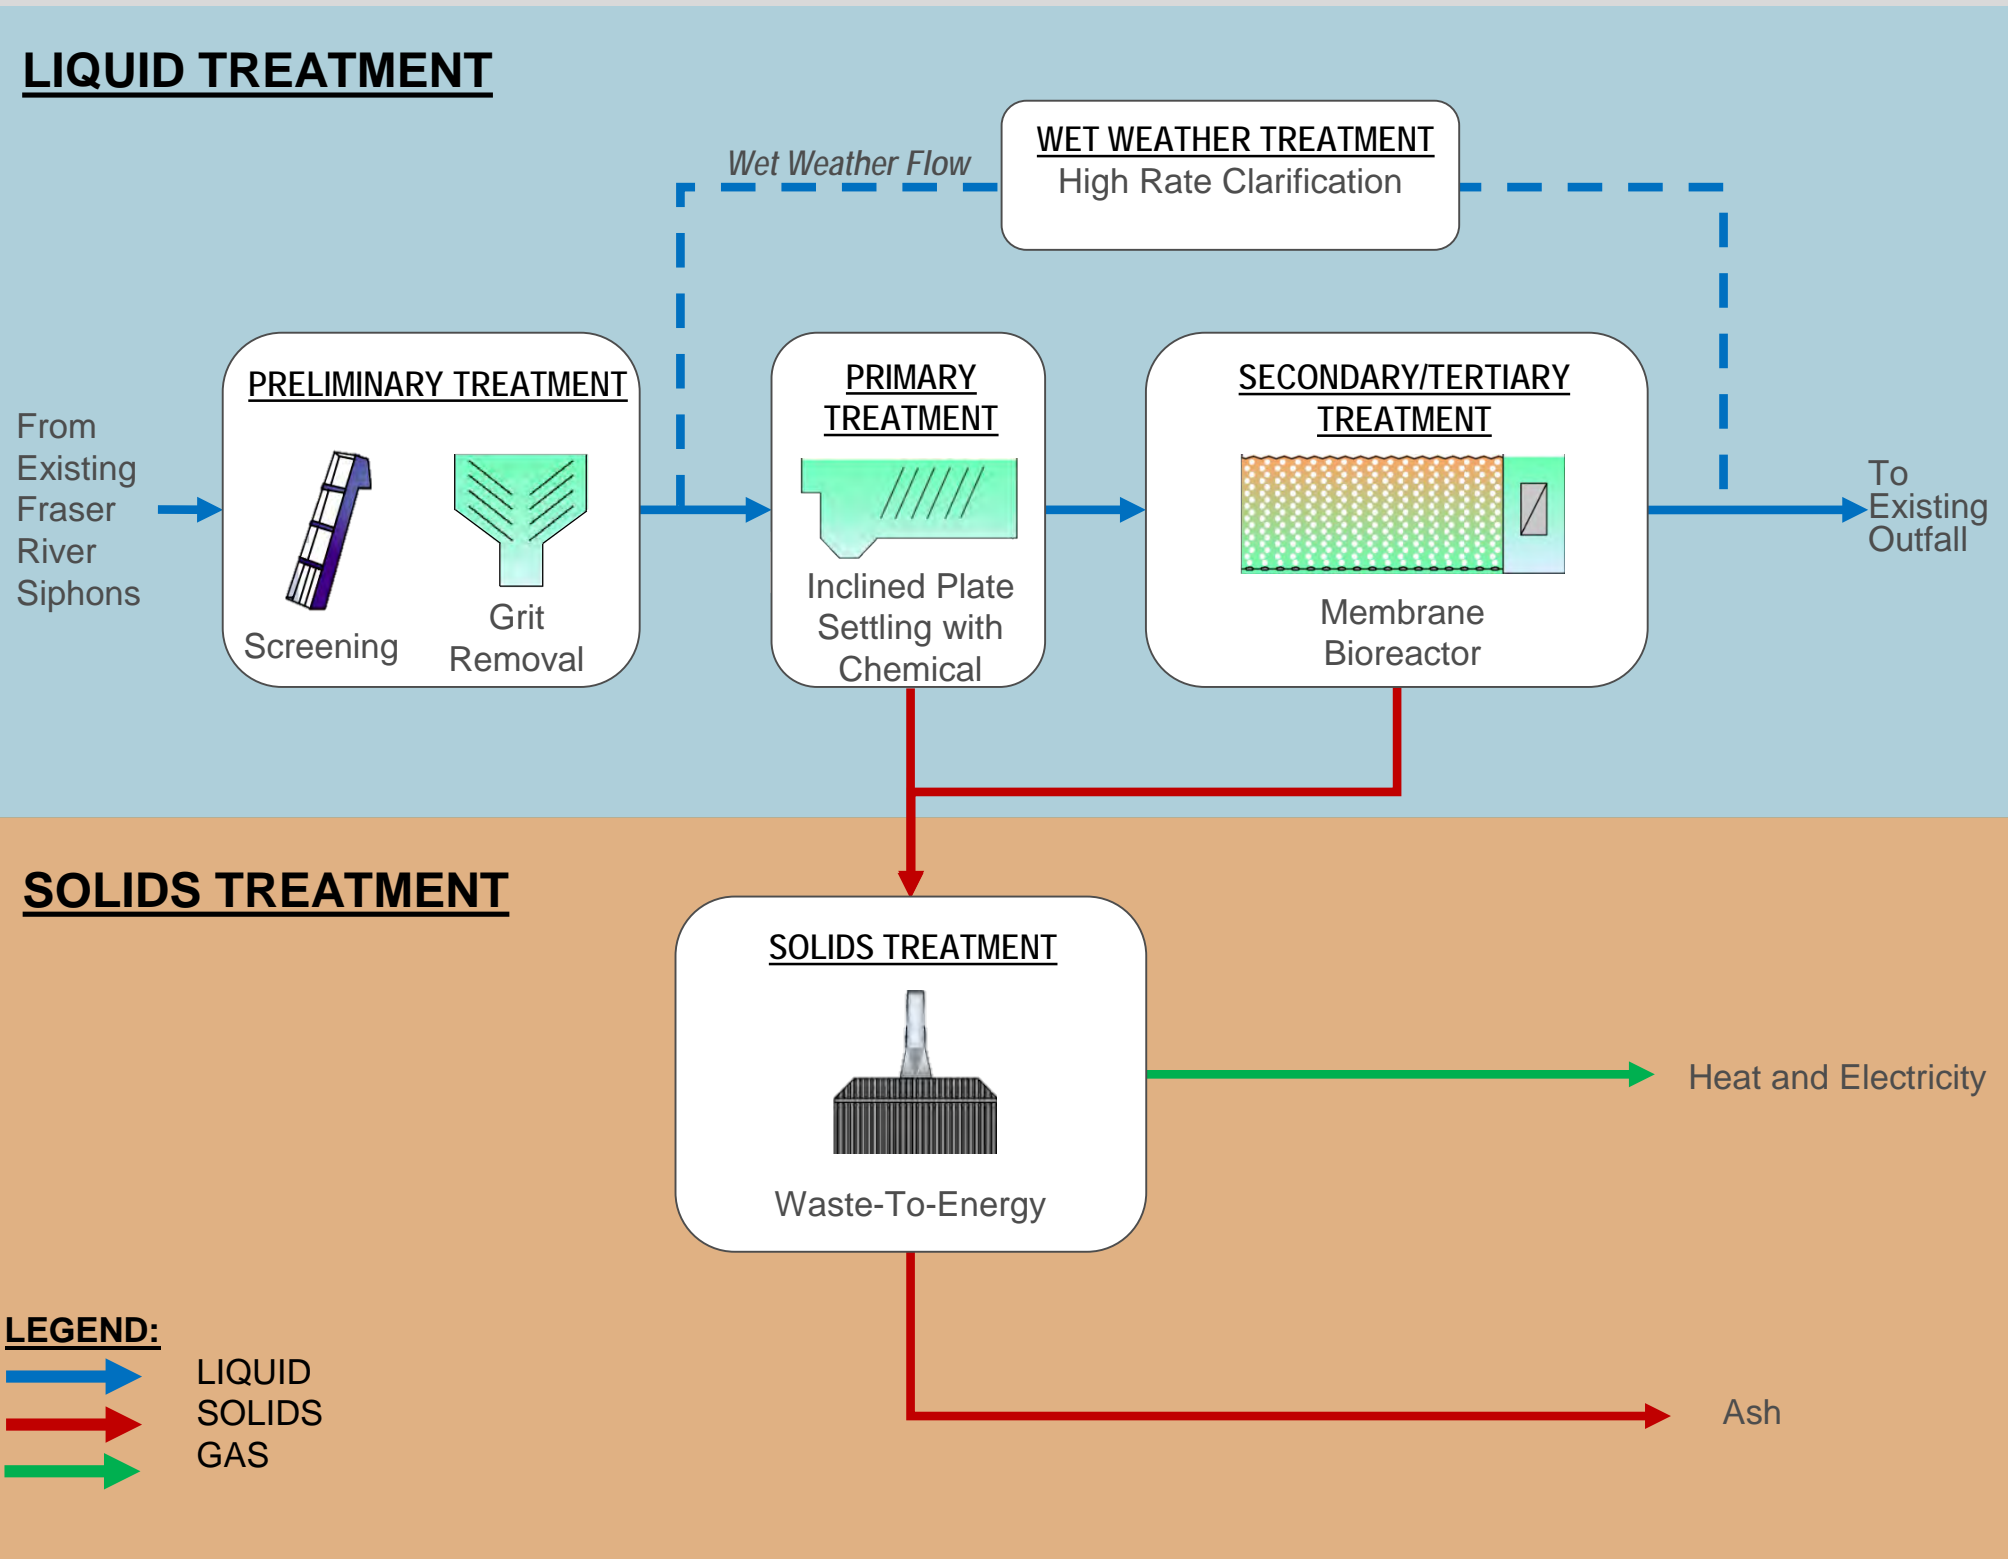 LIQUID TREATMENT
WET WEATHER TREATMENT
High Rate Clarification
Wet Weather Flow
From
Existing
Fraser
River
Siphons
PRELIMINARY TREATMENT
Screening
Grit
Removal
PRIMARY
TREATMENT
Inclined Plate
Settling with
Chemical
SECONDARY/TERTIARY
TREATMENT
Membrane
Bioreactor
To
Existing
Outfall
SOLIDS TREATMENT
SOLIDS TREATMENT
Waste-To-Energy
Heat and Electricity
Ash
LEGEND:
LIQUID
SOLIDS
GAS